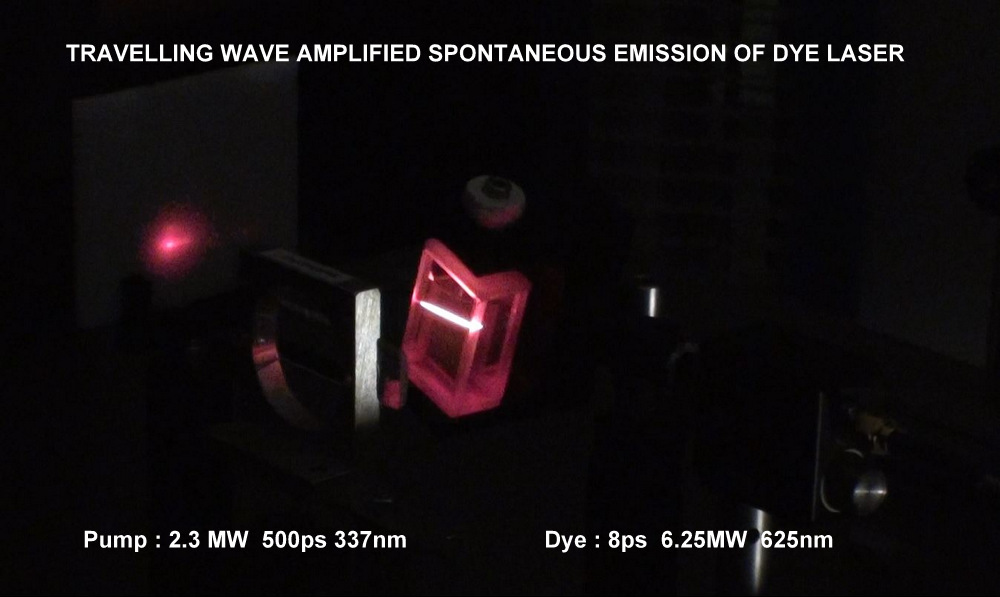 TRAVELLING WAVE AMPLIFIED SPONTANEOUS EMISSION OF DYE LASER
Pump : 2.3 MW  500ps 337nm
Dye : 8ps  6.25MW  625nm